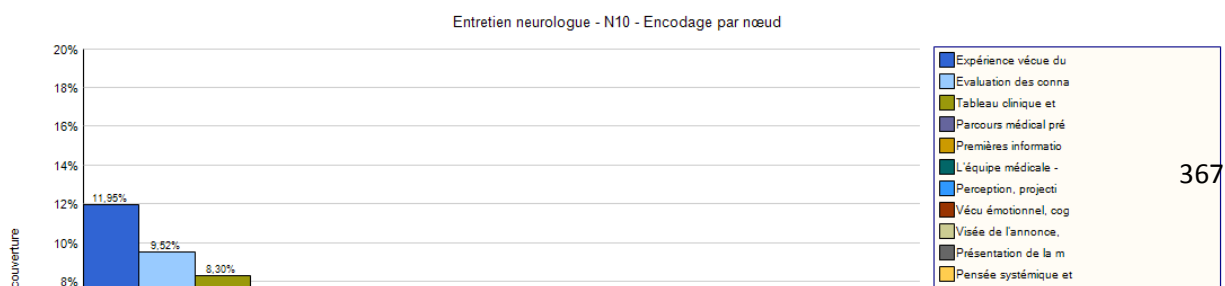 Entretien neurologue - N10 - Encodage par nœud
20%
18%
16%
14%
12%
10%
8%
couverture
11,95%
9,52%
8,30%
Expérience vécue du
Evaluation des conna
Tableau clinique et
Parcours médical pré
Premières informatio
L'équipe médicale -
Perception, projecti
Vécu émotionnel, cog
Visée de l'annonce,
Présentation de la m
Pensée systémique et
367